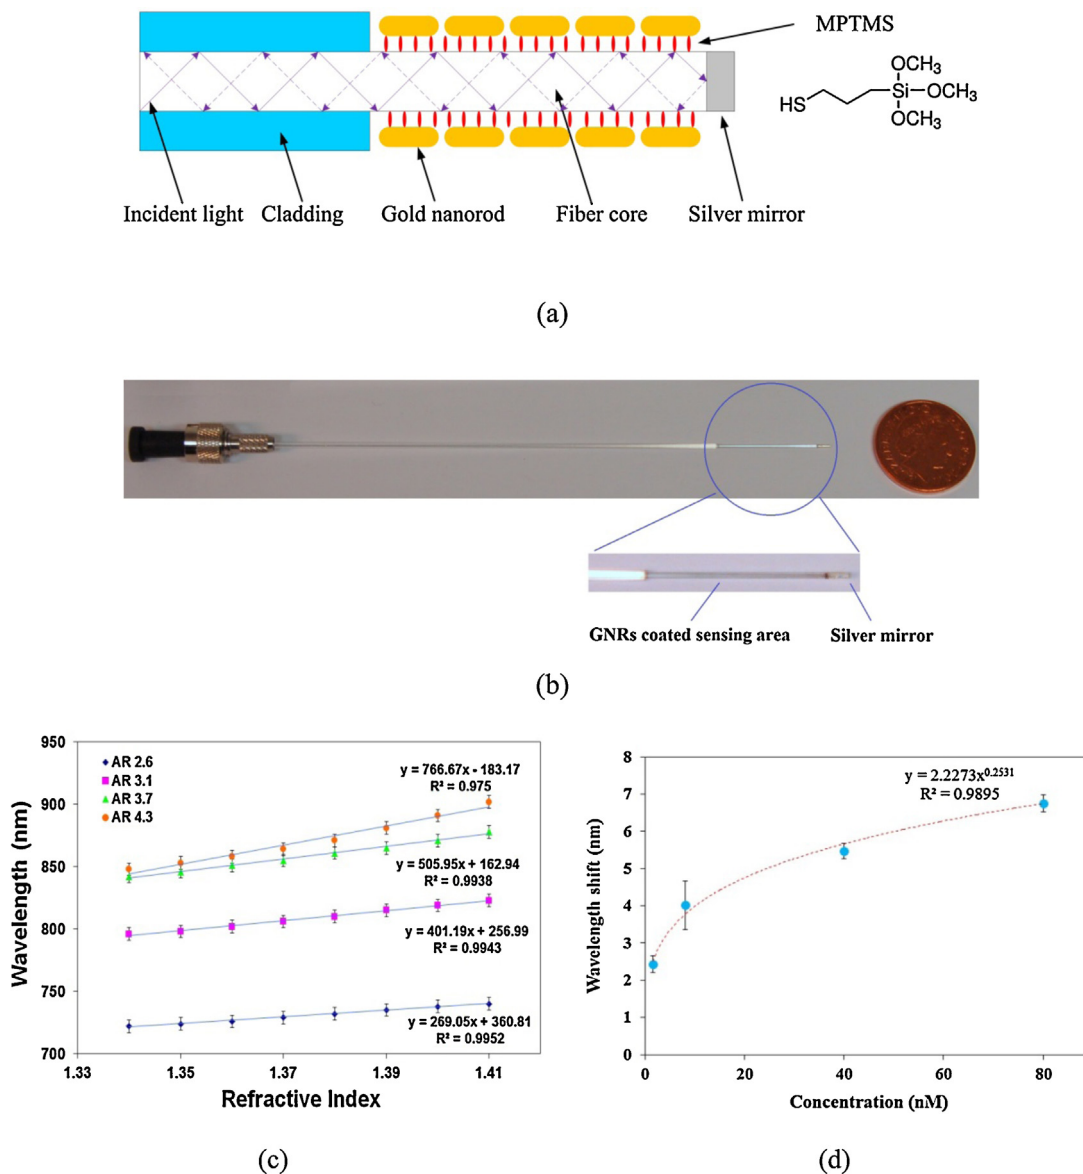 MPTMS
OCH₃
HS
Si
OCH₃
OCH₃
Incident light
Cladding
Gold nanorod
Fiber core
Silver mirror
(a)
GNRs coated sensing area
Silver mirror
(b)
950
900
850
800
750
700
Wavelength (nm)
AR 2.6
AR 3.1
AR 3.7
AR 4.3
y = 766.67x - 183.17
R² = 0.975
y = 505.95x + 162.94
R² = 0.9938
y = 401.19x + 256.99
R² = 0.9943
y = 269.05x + 360.81
R² = 0.9952
1.33
1.35
1.37
1.39
1.41
Refractive Index
(c)
8
7
6
5
4
3
2
1
0
Wavelength shift (nm)
y = 2.2273x^0.2531
R² = 0.9895
0
20
40
60
80
Concentration (nM)
(d)